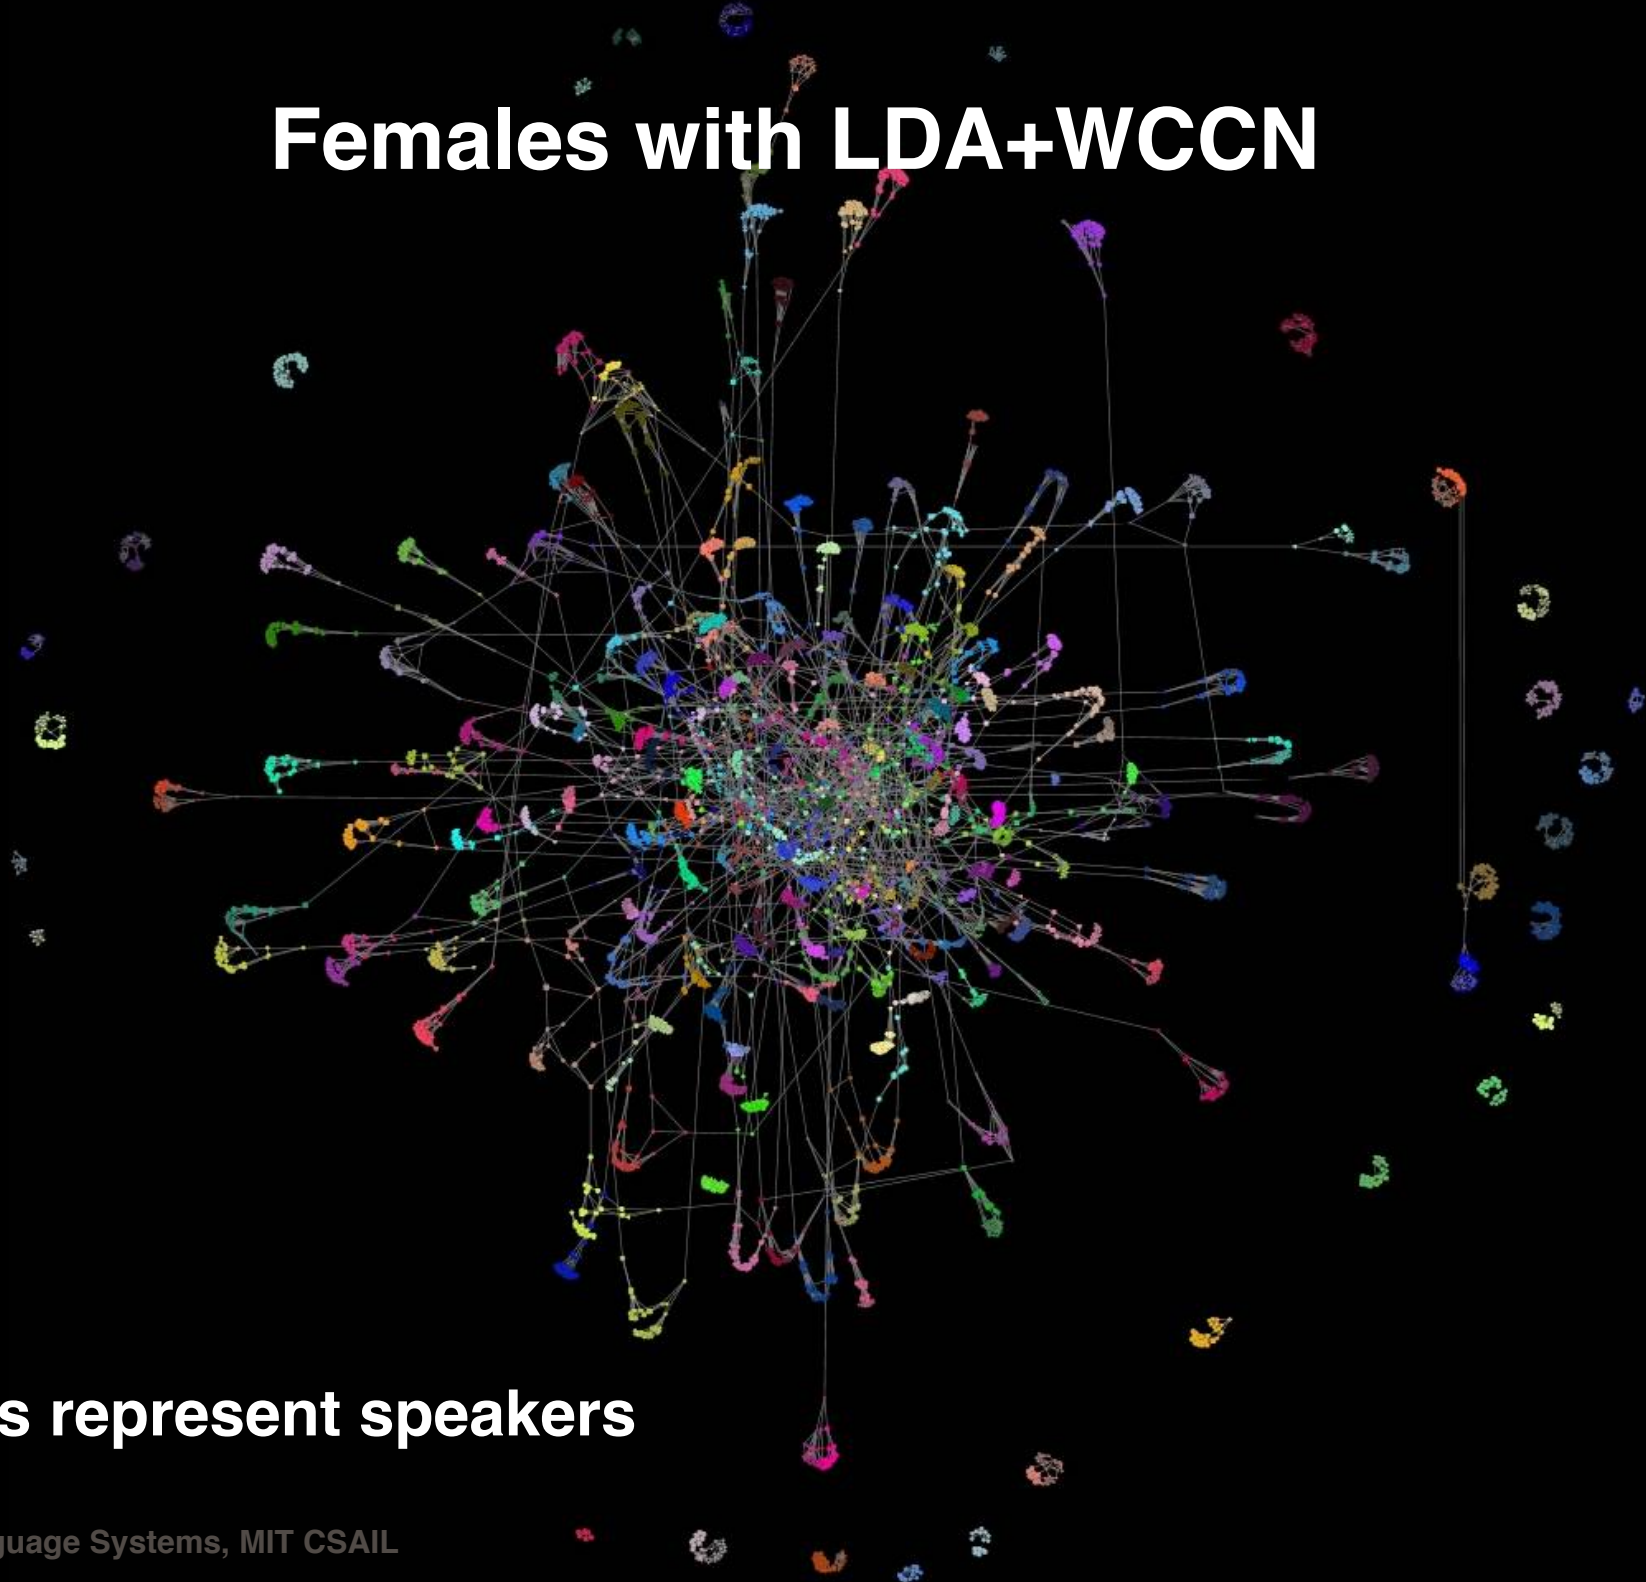 Females with LDA+WCCN
s represent speakers
guage Systems, MIT CSAIL